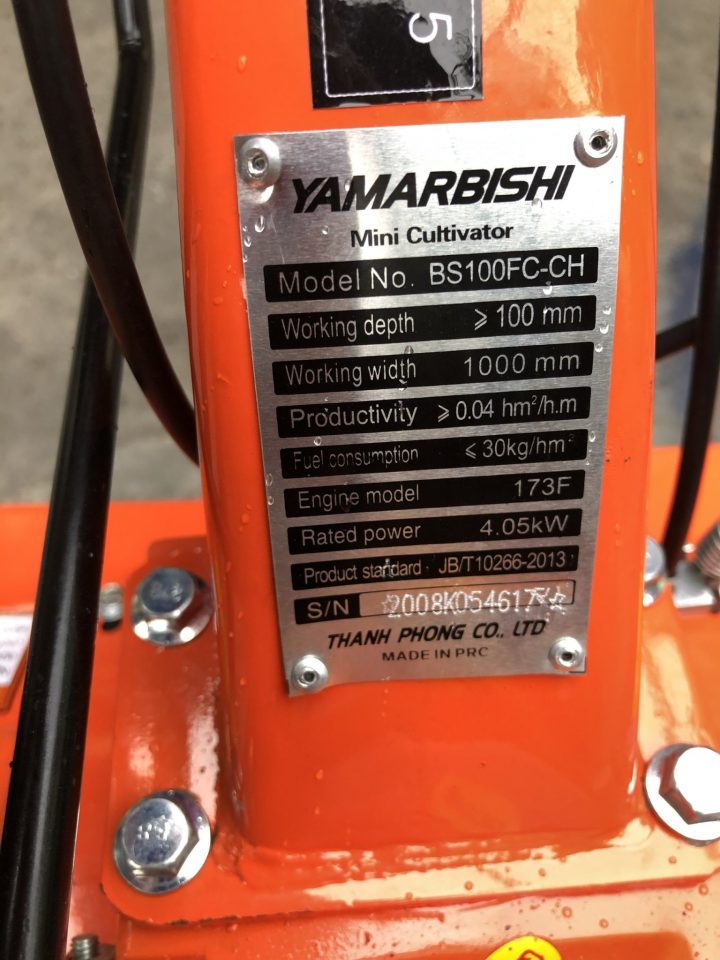 5
YAMARBISHI
Mini Cultivator
Model No. BS100FC-CH
Working depth ⩾100 mm
Working width 1000 mm
Productivity ⩾0.04 hm²/h.m
Fuel consumption ⩽30kg/hm²
Engine model 173F
Rated power 4.05kW
Product standard JB/T10266-2013
S/N ☆2008K054617
THANH PHONG CO., LTD
MADE IN PRC